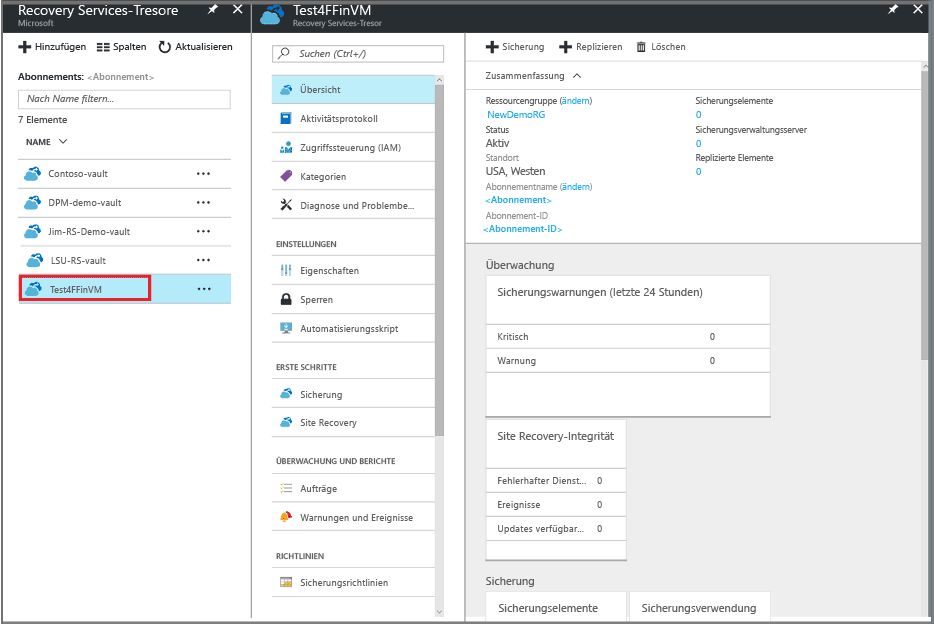 Recovery Services-Tresore
Microsoft
Hinzufügen Spalten Aktualisieren
Abonnements: <Abonnement>
Nach Name filtern...
7 Elemente
NAME
Contoso-vault
DPM-demo-vault
Jim-RS-Demo-vault
LSU-RS-vault
Test4FFinVM
Test4FFinVM
Recovery Services-Tresor
Suchen (Ctrl+/)
Übersicht
Aktivitätsprotokoll
Zugriffssteuerung (IAM)
Kategorien
Diagnose und Problembe...
EINSTELLUNGEN
Eigenschaften
Sperren
Automatisierungsskript
ERSTE SCHRITTE
Sicherung
Site Recovery
ÜBERWACHUNG UND BERICHTE
Aufträge
Warnungen und Ereignisse
RICHTLINIEN
Sicherungsrichtlinien
Sicherung Replizieren Löschen
Zusammenfassung
Ressourcengruppe (ändern)
NewDemoRG
Status
Aktiv
Standort
USA, Westen
Abonnementname (ändern)
<Abonnement>
Abonnement-ID
<Abonnement-ID>
Sicherungselemente
0
Sicherungsverwaltungsserver
0
Replizierte Elemente
0
Überwachung
Sicherungswarnungen (letzte 24 Stunden)
Kritisch 0
Warnung 0
Site Recovery-Integrität
Fehlerhafter Dienst... 0
Ereignisse 0
Updates verfügbar... 0
Sicherung
Sicherungselemente
Sicherungsverwendung